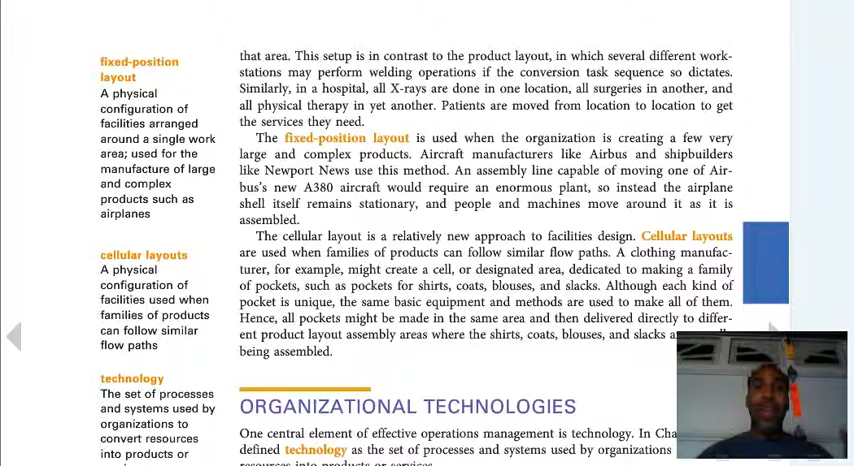 fixed-position
layout
A physical
configuration of
facilities arranged
around a single work
area; used for the
manufacture of large
and complex
products such as
airplanes
cellular layouts
A physical
configuration of
facilities used when
families of products
can follow similar
flow paths
technology
The set of processes
and systems used by
organizations to
convert resources
into products or
that area. This setup is in contrast to the product layout, in which several different work-
stations may perform welding operations if the conversion task sequence so dictates.
Similarly, in a hospital, all X-rays are done in one location, all surgeries in another, and
all physical therapy in yet another. Patients are moved from location to location to get
the services they need.
The fixed-position layout is used when the organization is creating a few very
large and complex products. Aircraft manufacturers like Airbus and shipbuilders
like Newport News use this method. An assembly line capable of moving one of Air-
bus's new A380 aircraft would require an enormous plant, so instead the airplane
shell itself remains stationary, and people and machines move around it as it is
assembled.
The cellular layout is a relatively new approach to facilities design. Cellular layouts
are used when families of products can follow similar flow paths. A clothing manufac-
turer, for example, might create a cell, or designated area, dedicated to making a family
of pockets, such as pockets for shirts, coats, blouses, and slacks. Although each kind of
pocket is unique, the same basic equipment and methods are used to make all of them.
Hence, all pockets might be made in the same area and then delivered directly to differ-
ent product layout assembly areas where the shirts, coats, blouses, and slacks
being assembled.
ORGANIZATIONAL TECHNOLOGIES
One central element of effective operations management is technology. In
defined technology as the set of processes and systems used by organizations
resources into products or services.